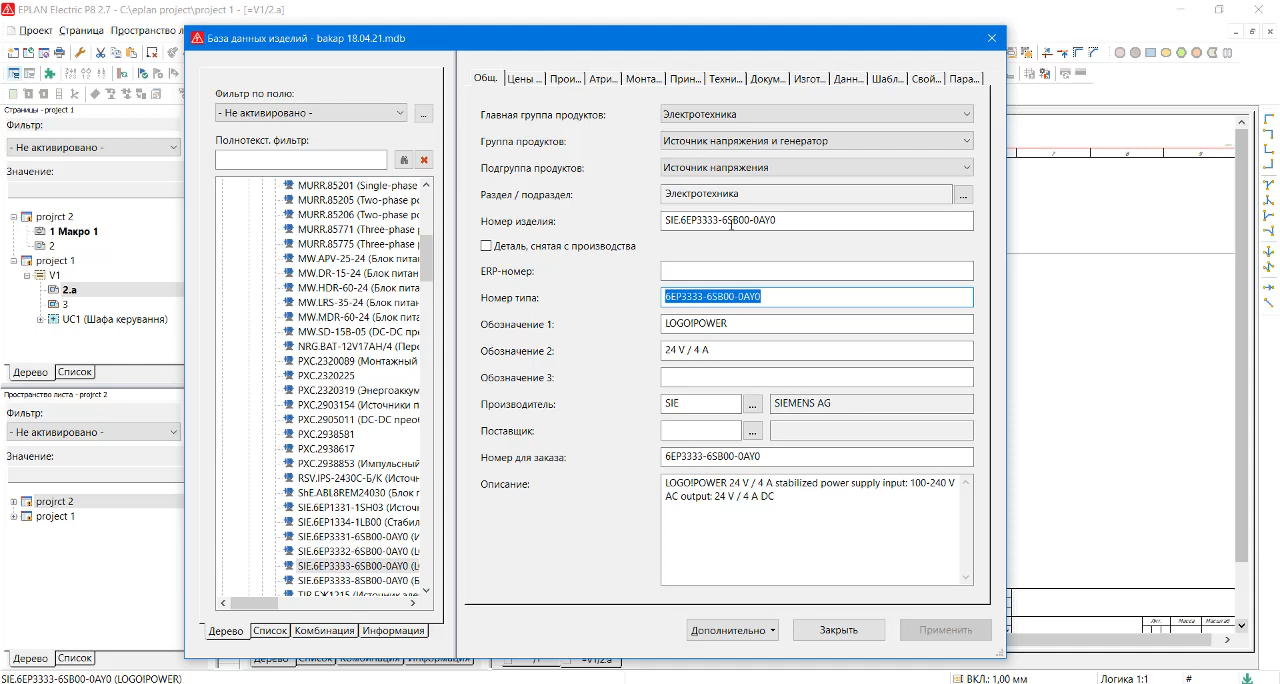 EPLAN Electric P8 2.7 - C:\eplan project\project 1 - [=V1/2.a]
Проект Страница Пространство л
Страницы - project 1
Фильтр:
- Не активировано -
Значение:
projrct 2
1 Макро 1
2
project 1
V1
2.a
3
UC1 (Шафа керування)
Дерево Список
Пространство листа - projrct 2
Фильтр:
- Не активировано -
Значение:
projrct 2
project 1
Дерево Список
SIE.6EP3333-6SB00-0AY0 (LOGO!POWER)
База данных изделий - bakap 18.04.21.mdb
Фильтр по полю:
- Не активировано - ...
Полнотекст. фильтр:
MURR.85201 (Single-phase
MURR.85205 (Two-phase pc
MURR.85206 (Two-phase pc
MURR.85771 (Three-phase
MURR.85775 (Three-phase
MW.APV-25-24 (Блок питан
MW.DR-15-24 (Блок питан
MW.HDR-60-24 (Блок пита
MW.LRS-35-24 (Блок питан
MW.MDR-60-24 (Блок пита
MW.SD-15B-05 (DC-DC пре
NRG.BAT-12V17AH/4 (Пере
PXC.2320089 (Монтажный
PXC.2320225
PXC.2320319 (Энергоаккум
PXC.2903154 (Источники п
PXC.2905011 (DC-DC преоб
PXC.2938581
PXC.2938617
PXC.2938853 (Импульсный
RSV.IPS-2430C-Б/К (Источн
ShE.ABL8REM24030 (Блок г
SIE.6EP1331-1SH03 (Источ
SIE.6EP1334-1LB00 (Стабил
SIE.6EP3331-6SB00-0AY0 (И
SIE.6EP3332-6SB00-0AY0 (L
SIE.6EP3333-6SB00-0AY0 (L
SIE.6EP3333-8SB00-0AY0 (Б
Дерево Список Комбинация Информация
Общ. Цены ... Прои... Атри... Монта... Прин... Техни... Докум... Изгот... Данн... Шабл... Свой... Пара...
Главная группа продуктов: Электротехника
Группа продуктов: Источник напряжения и генератор
Подгруппа продуктов: Источник напряжения
Раздел / подраздел: Электротехника ...
Номер изделия: SIE.6EP3333-6SB00-0AY0
Деталь, снятая с производства
ERP-номер:
Номер типа: 6EP3333-6SB00-0AY0
Обозначение 1: LOGO!POWER
Обозначение 2: 24 V / 4 A
Обозначение 3:
Производитель: SIE ... SIEMENS AG
Поставщик: ...
Номер для заказа: 6EP3333-6SB00-0AY0
Описание: LOGO!POWER 24 V / 4 A stabilized power supply input: 100-240 V
AC output: 24 V / 4 A DC
Дополнительно Закрыть Применить
7 8 9
Лит. Масса Масштаб
=V1/2.a
ВКЛ.: 1,00 мм Логика 1:1 #